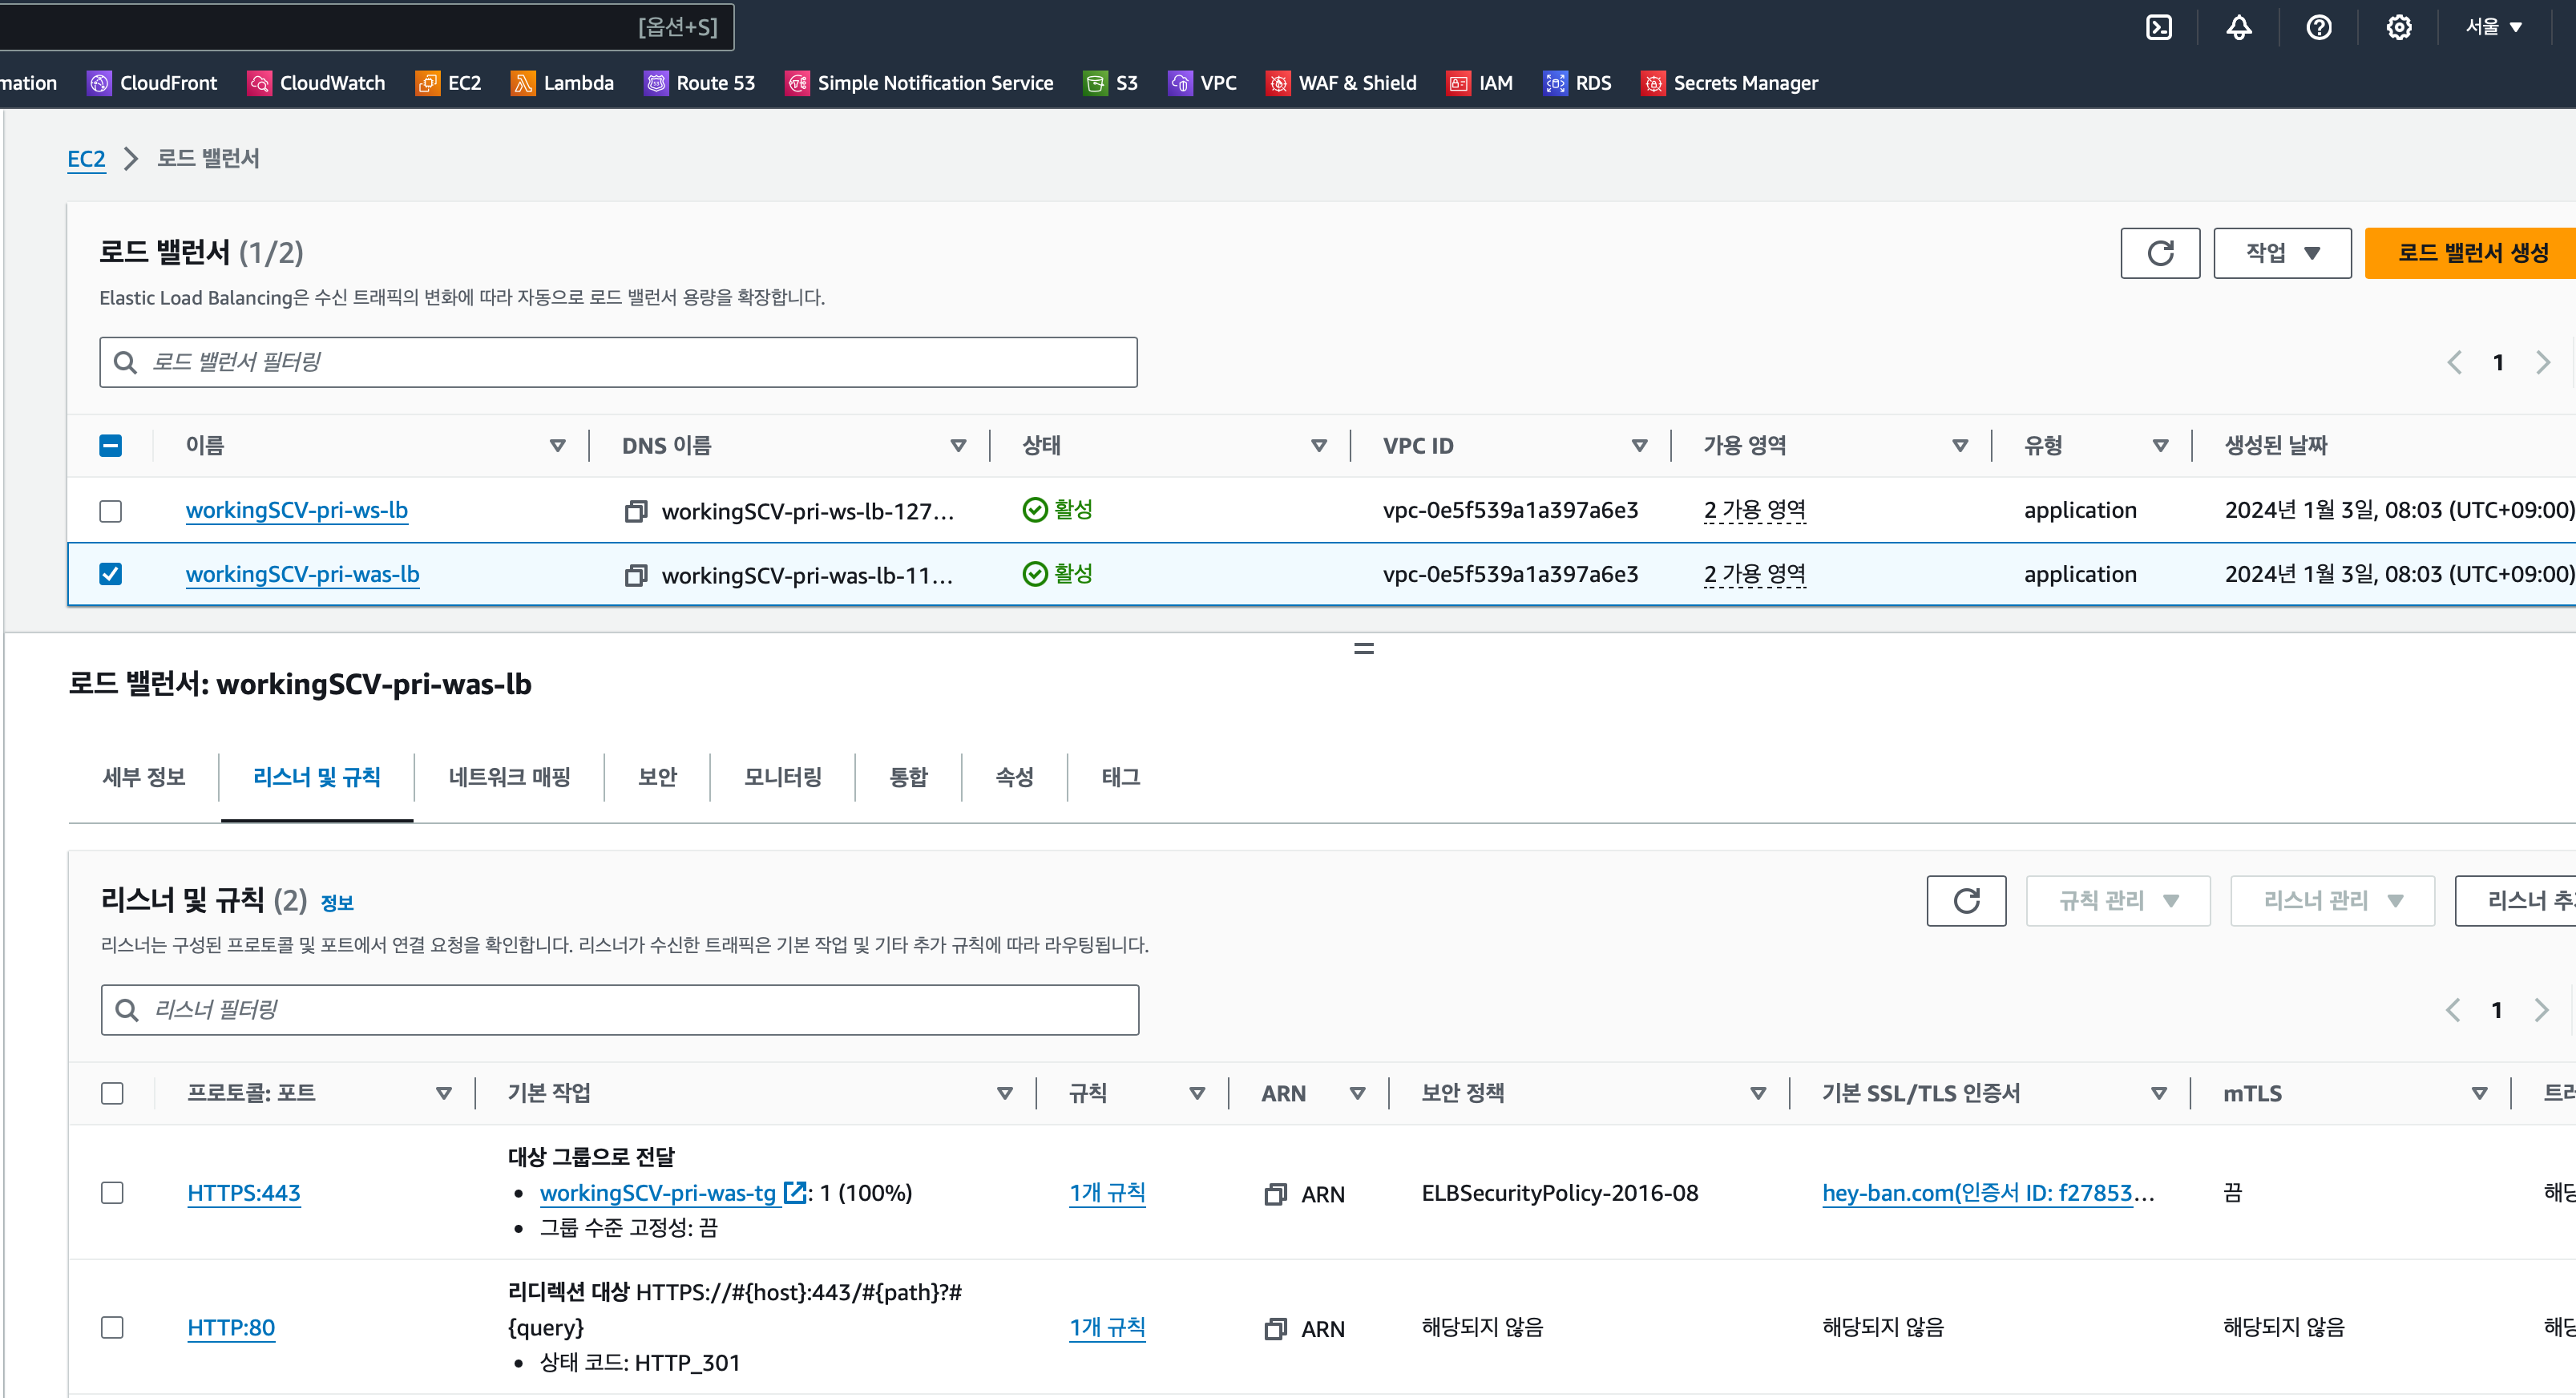 [옵션+S]
서울
mation CloudFront CloudWatch EC2 Lambda Route 53 Simple Notification Service S3 VPC WAF & Shield IAM RDS Secrets Manager
EC2 로드 밸런서
로드 밸런서 (1/2)
작업
로드 밸런서 생성
Elastic Load Balancing은 수신 트래픽의 변화에 따라 자동으로 로드 밸런서 용량을 확장합니다.
로드 밸런서 필터링
1
이름 DNS 이름 상태 VPC ID 가용 영역 유형 생성된 날짜
workingSCV-pri-ws-lb workingSCV-pri-ws-lb-127... 활성 vpc-0e5f539a1a397a6e3 2 가용 영역 application 2024년 1월 3일, 08:03 (UTC+09:00)
workingSCV-pri-was-lb workingSCV-pri-was-lb-11... 활성 vpc-0e5f539a1a397a6e3 2 가용 영역 application 2024년 1월 3일, 08:03 (UTC+09:00)
로드 밸런서: workingSCV-pri-was-lb
세부 정보 리스너 및 규칙 네트워크 매핑 보안 모니터링 통합 속성 태그
리스너 및 규칙 (2) 정보
규칙 관리
리스너 관리
리스너
리스너는 구성된 프로토콜 및 포트에서 연결 요청을 확인합니다. 리스너가 수신한 트래픽은 기본 작업 및 기타 추가 규칙에 따라 라우팅됩니다.
리스너 필터링
1
프로토콜: 포트 기본 작업 규칙 ARN 보안 정책 기본 SSL/TLS 인증서 mTLS
대상 그룹으로 전달
HTTPS:443 • workingSCV-pri-was-tg : 1 (100%) 1개 규칙 ARN ELBSecurityPolicy-2016-08 hey-ban.com(인증서 ID: f27853... 끔
• 그룹 수준 고정성: 끔
리디렉션 대상 HTTPS://#{host}:443/#{path}?#
HTTP:80 {query} 1개 규칙 ARN 해당되지 않음 해당되지 않음 해당되지 않음
• 상태 코드: HTTP_301